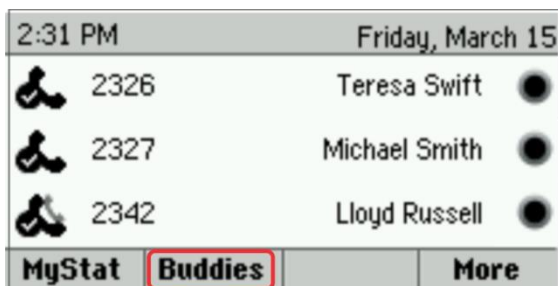 2:31 PM Friday, March 15
2326 Teresa Swift
2327 Michael Smith
2342 Lloyd Russell
MyStat Buddies More